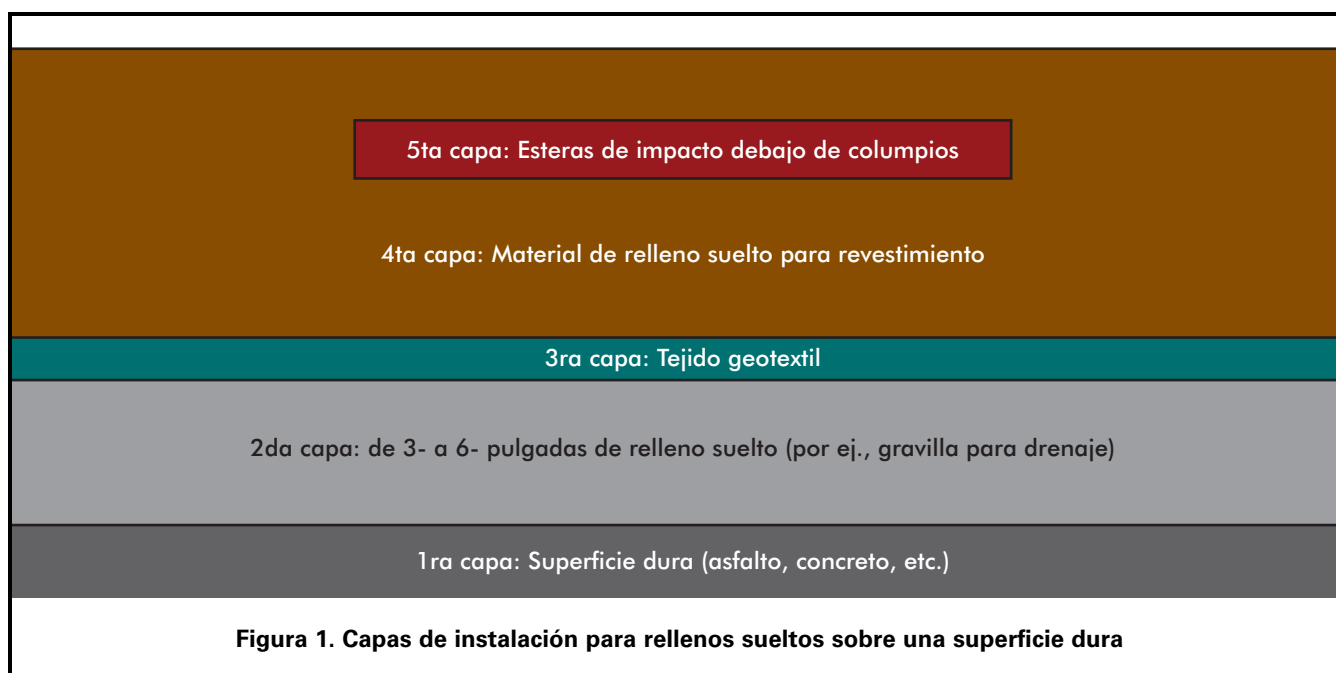 5ta capa: Esteras de impacto debajo de columpios
4ta capa: Material de relleno suelto para revestimiento
3ra capa: Tejido geotextil
2da capa: de 3- a 6- pulgadas de relleno suelto (por ej., gravilla para drenaje)
1ra capa: Superficie dura (asfalto, concreto, etc.)
Figura 1. Capas de instalación para rellenos sueltos sobre una superficie dura